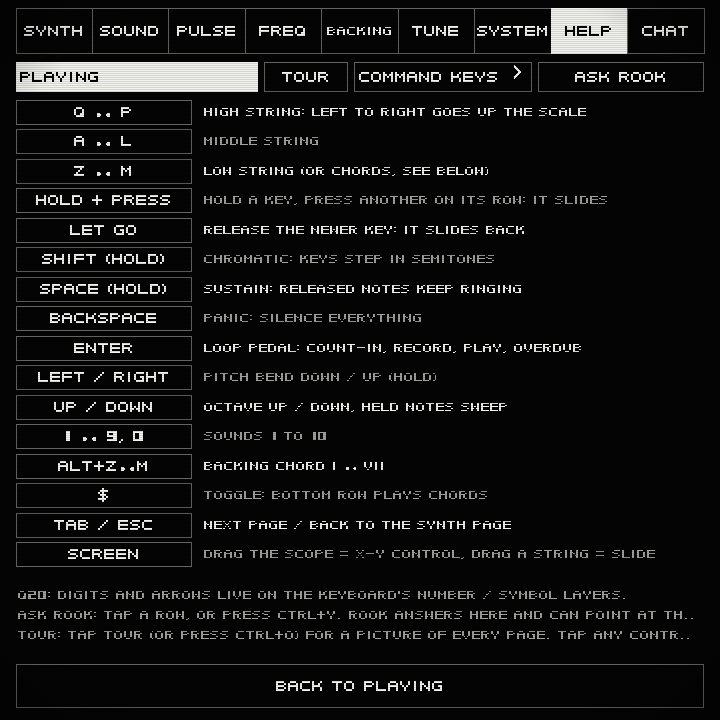 SYNTH SOUND PULSE FREQ BACKING TUNE SYSTEM HELP CHAT
PLAYING TOUR COMMAND KEYS > ASK ROOK
Q .. P HIGH STRING: LEFT TO RIGHT GOES UP THE SCALE
A .. L MIDDLE STRING
Z .. M LOW STRING (OR CHORDS, SEE BELOW)
HOLD + PRESS HOLD A KEY, PRESS ANOTHER ON ITS ROW: IT SLIDES
LET GO RELEASE THE NEWER KEY: IT SLIDES BACK
SHIFT (HOLD) CHROMATIC: KEYS STEP IN SEMITONES
SPACE (HOLD) SUSTAIN: RELEASED NOTES KEEP RINGING
BACKSPACE PANIC: SILENCE EVERYTHING
ENTER LOOP PEDAL: COUNT-IN, RECORD, PLAY, OVERDUB
LEFT / RIGHT PITCH BEND DOWN / UP (HOLD)
UP / DOWN OCTAVE UP / DOWN, HELD NOTES SWEEP
1 .. 9, 0 SOUNDS 1 TO 10
ALT+Z..M BACKING CHORD I .. VII
$ TOGGLE: BOTTOM ROW PLAYS CHORDS
TAB / ESC NEXT PAGE / BACK TO THE SYNTH PAGE
SCREEN DRAG THE SCOPE = X-Y CONTROL, DRAG A STRING = SLIDE
Q20: DIGITS AND ARROWS LIVE ON THE KEYBOARD'S NUMBER / SYMBOL LAYERS.
ASK ROOK: TAP A ROW, OR PRESS CTRL+Y. ROOK ANSWERS HERE AND CAN POINT AT TH..
TOUR: TAP TOUR (OR PRESS CTRL+O) FOR A PICTURE OF EVERY PAGE. TAP ANY CONTR..
BACK TO PLAYING